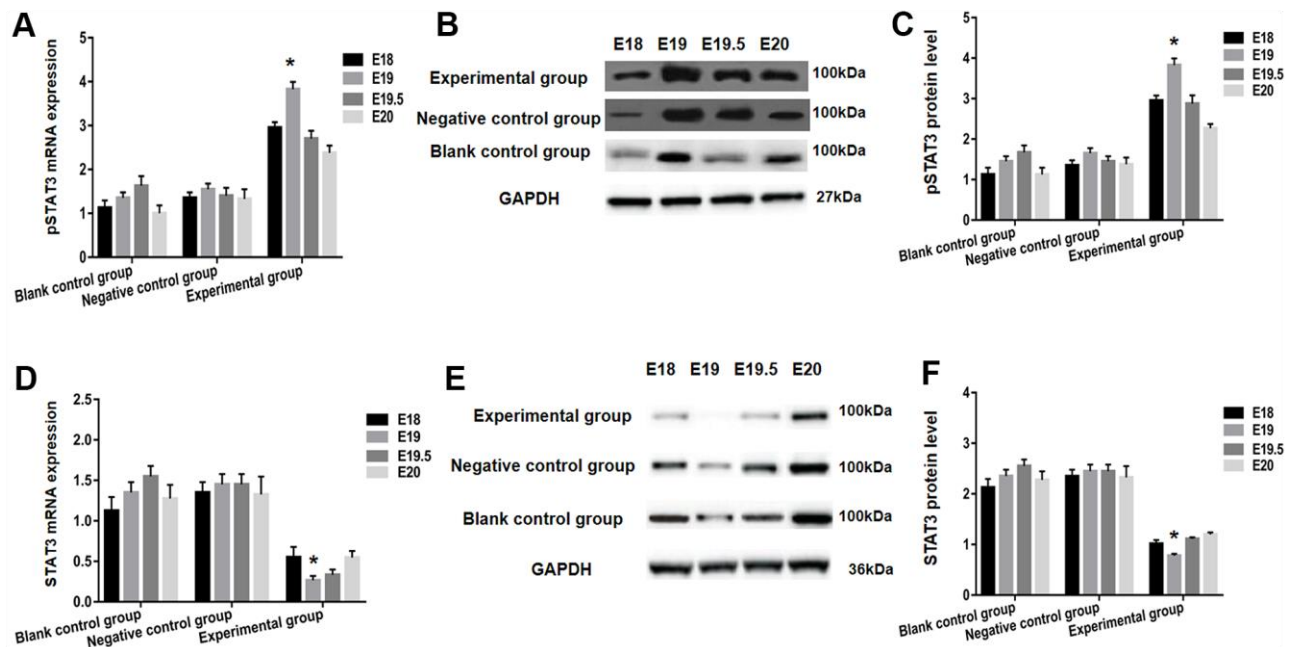 A
pSTAT3 mRNA expression
5
4
3
2
1
0
*
E18
E19
E19.5
E20
Blank control group
Negative control group
Experimental group
B
E18 E19 E19.5 E20
Experimental group 100kDa
Negative control group 100kDa
Blank control group 100kDa
GAPDH 27kDa
C
pSTAT3 protein level
5
4
3
2
1
0
*
E18
E19
E19.5
E20
Blank control group
Negative control group
Experimental group
D
STAT3 mRNA expression
2.5
2.0
1.5
1.0
0.5
0.0
*
E18
E19
E19.5
E20
Blank control group
Negative control group
Experimental group
E
E18 E19 E19.5 E20
Experimental group 100kDa
Negative control group 100kDa
Blank control group 100kDa
GAPDH 36kDa
F
STAT3 protein level
4
3
2
1
0
*
E18
E19
E19.5
E20
Blank control group
Negative control group
Experimental group